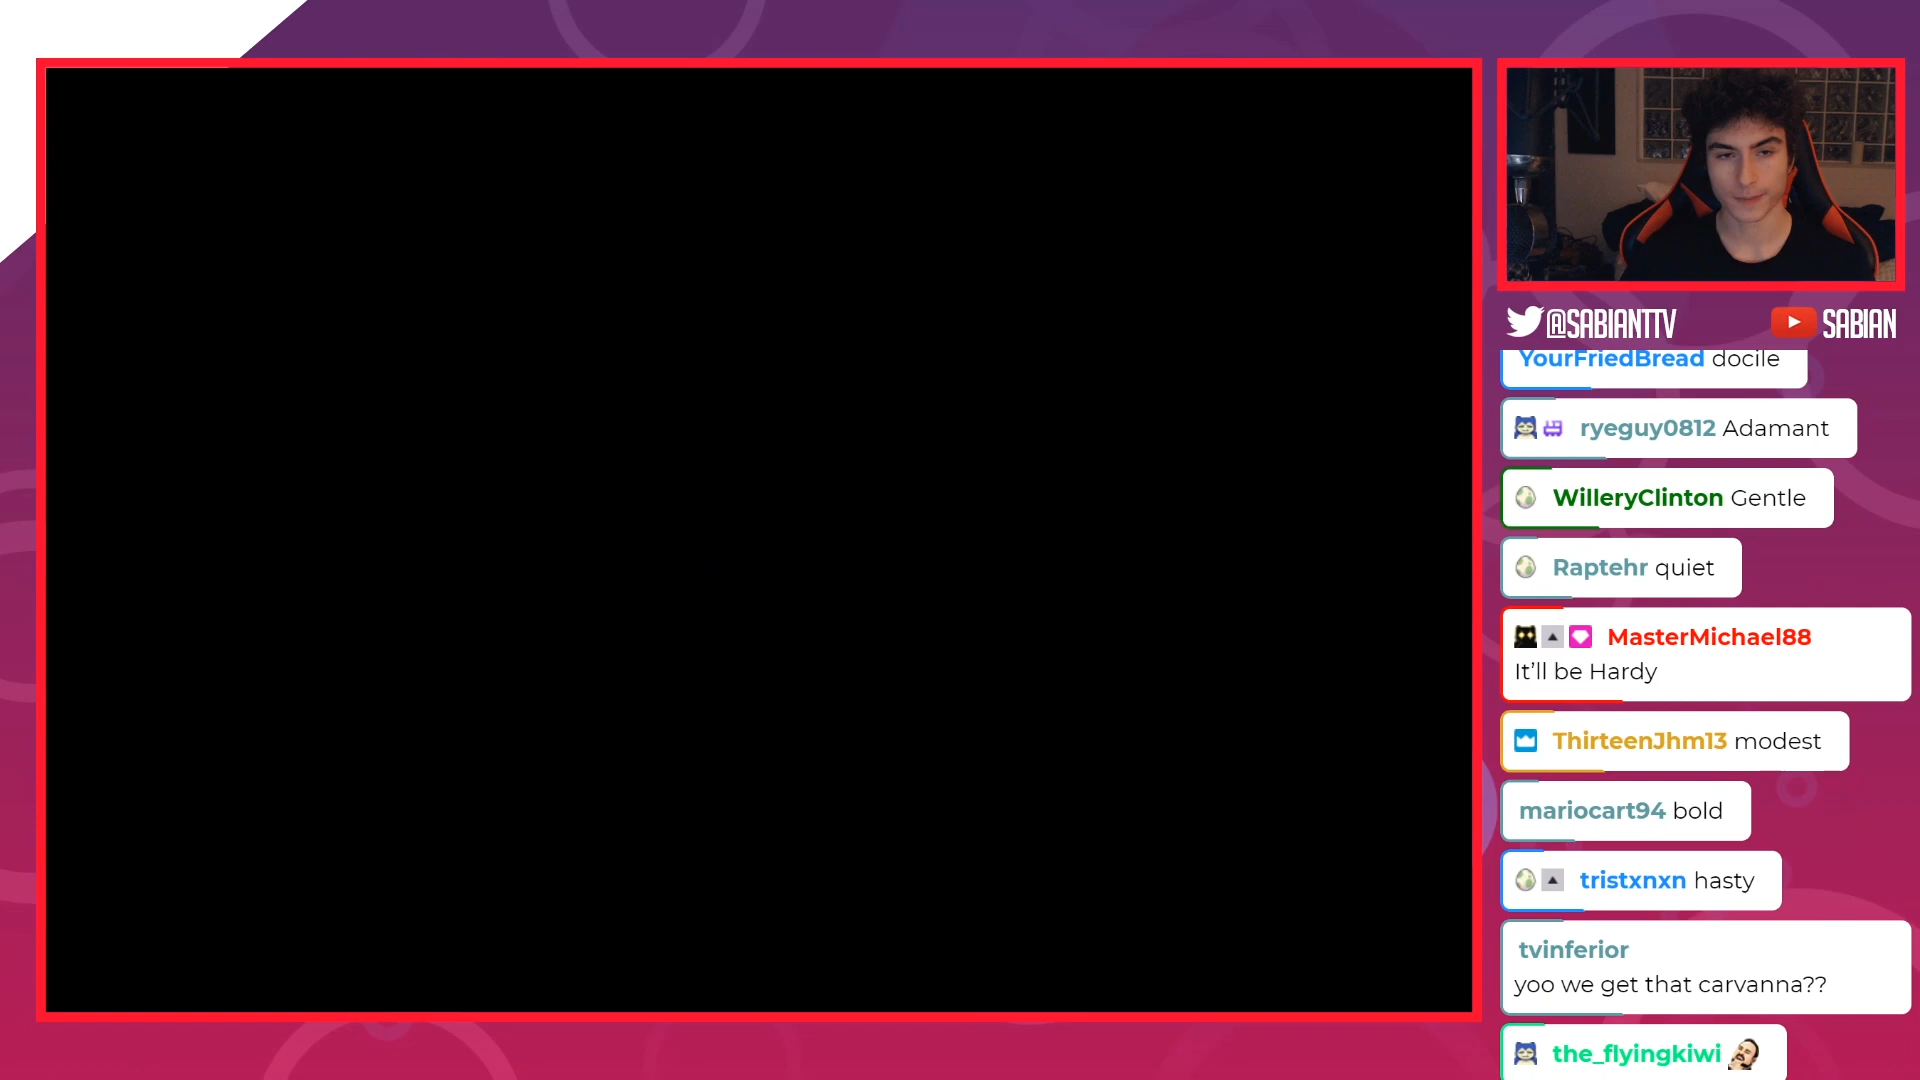 @SABIANTTV
SABIAN
YourFriedBread docile
ryeguy0812 Adamant
WilleryClinton Gentle
Raptehr quiet
MasterMichael88
It'll be Hardy
ThirteenJhm13 modest
mariocart94 bold
tristxnxn hasty
tvinferior
yoo we get that carvanna??
the_flyingkiwi